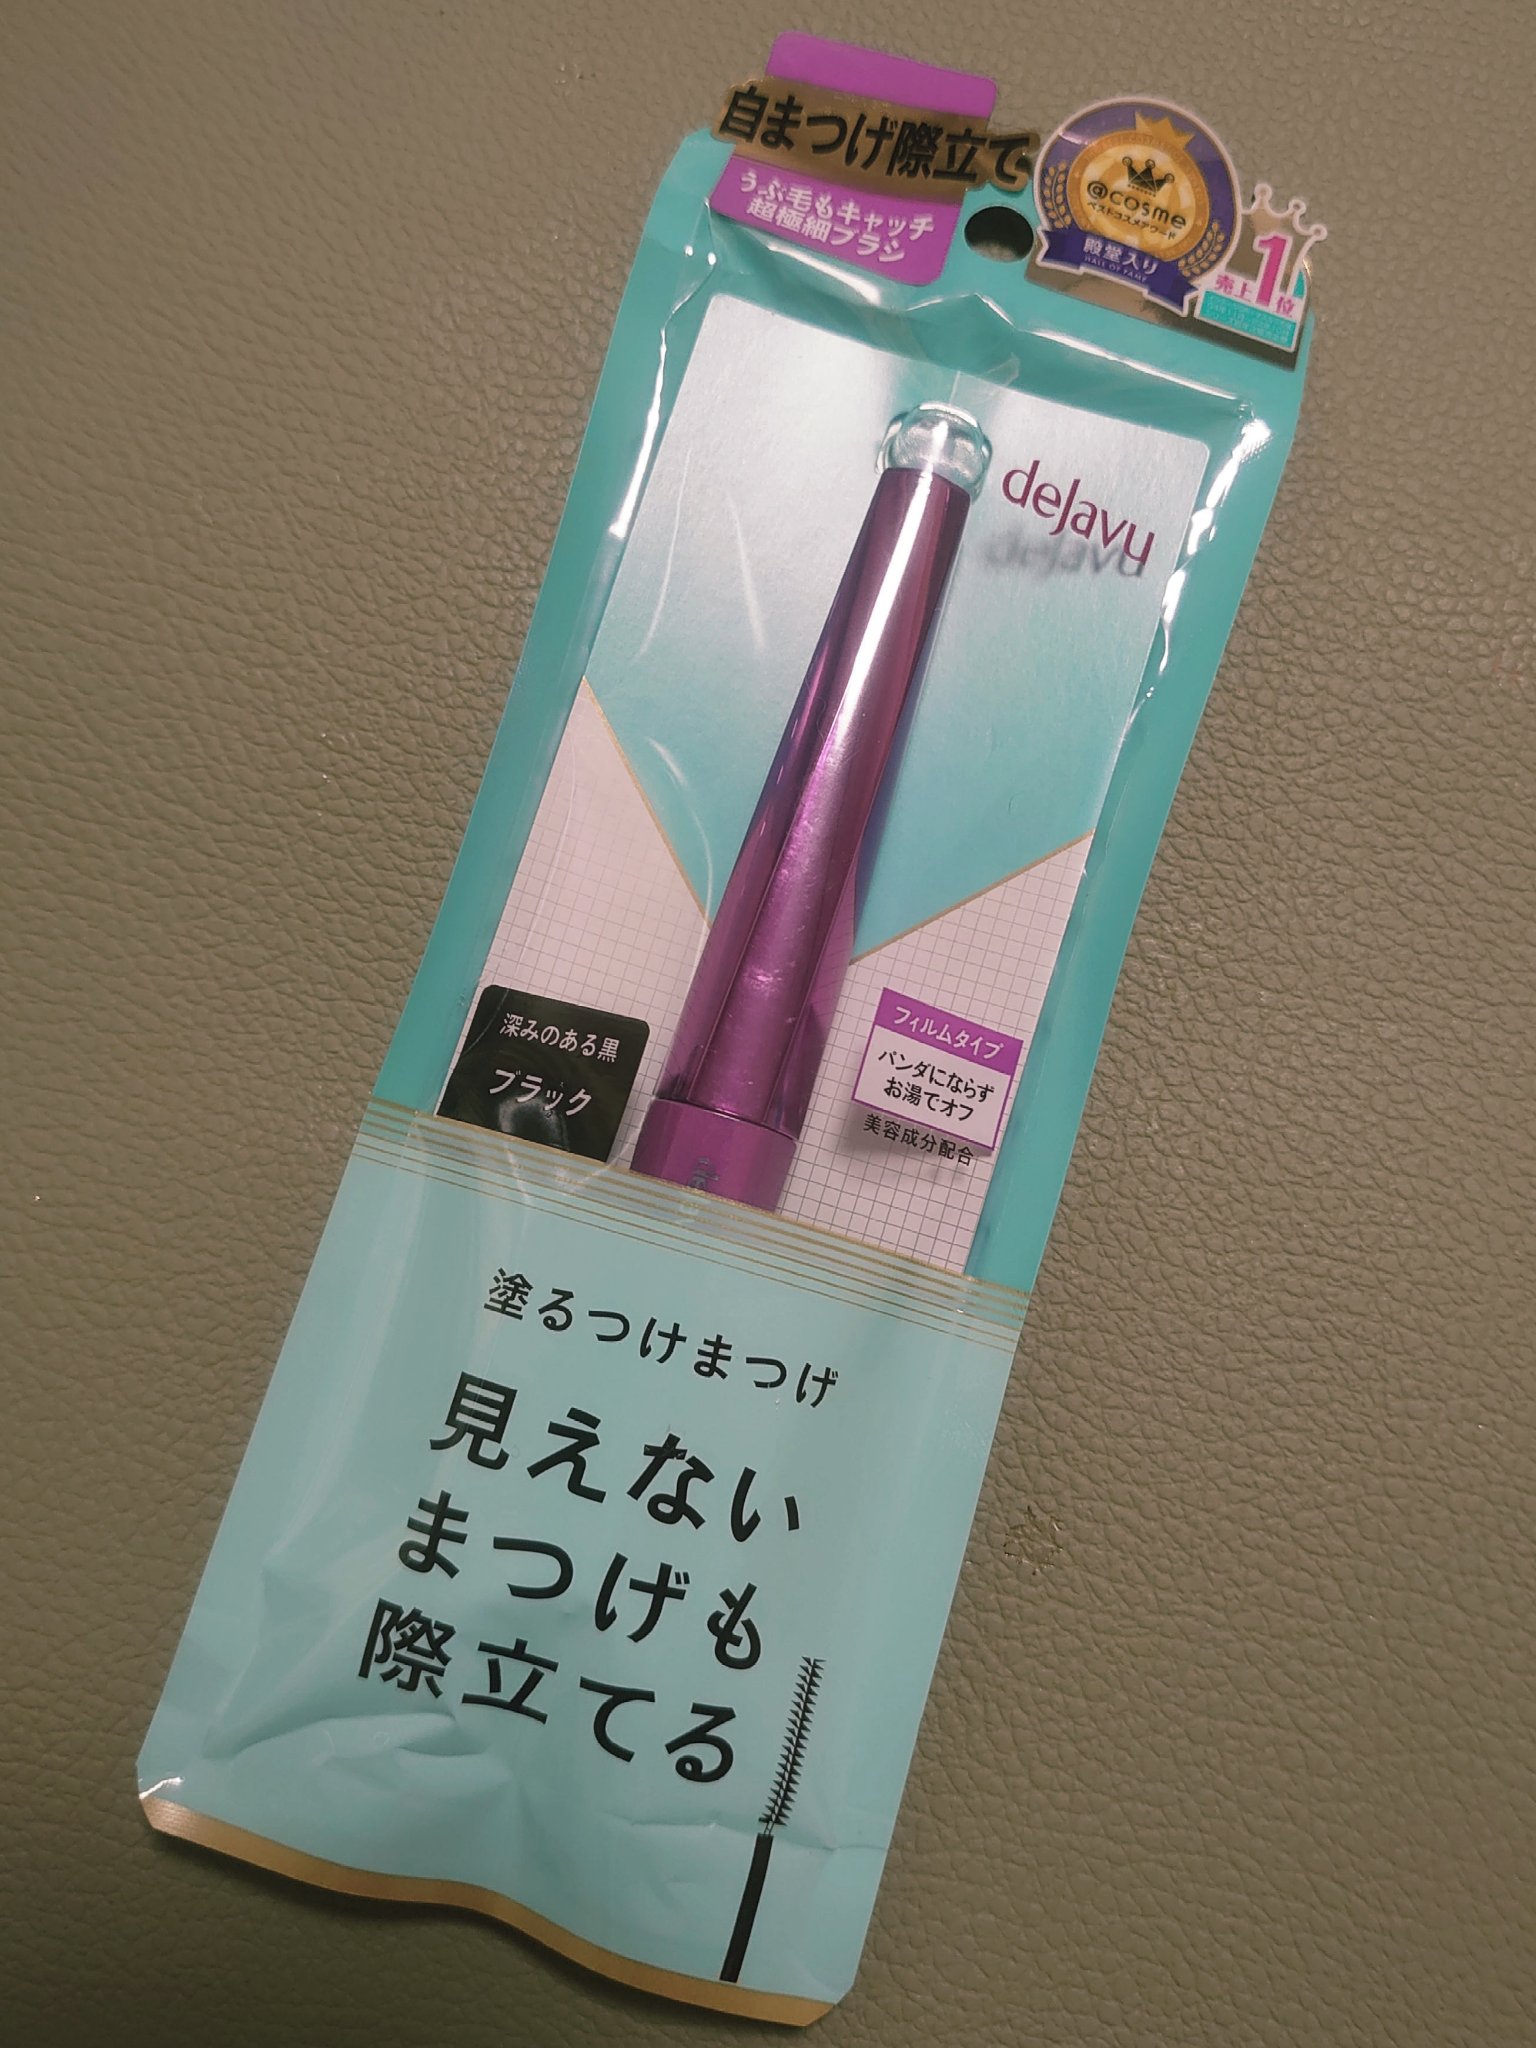 自まつげ際立て
うぶ毛もキャッチ
超極細ブラシ
@cosme
ベストコスメアワード
殿堂入り
HALL OF FAME
売上1位
dejavu
深みのある黒
ブラック
フィルムタイプ
パンダにならず
お湯でオフ
美容成分配合
塗るつけまつげ
見えない
まつげも
際立てる